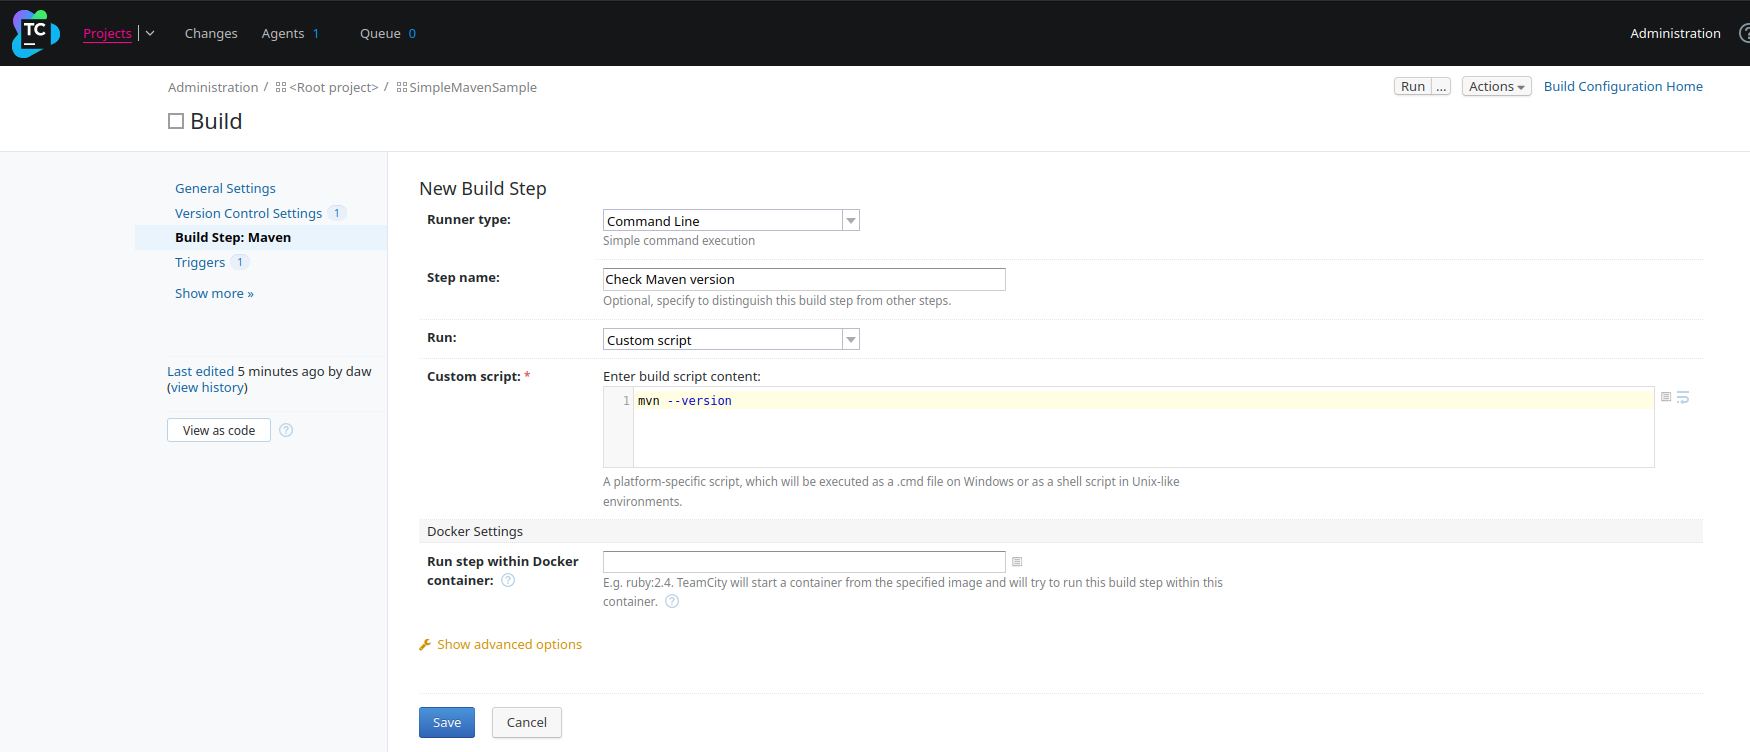 TC
Projects
Changes
Agents 1
Queue 0
Administration
?
Administration / <Root project> / SimpleMavenSample
Run ...
Actions
Build Configuration Home
Build
General Settings
Version Control Settings 1
Build Step: Maven
Triggers 1
Show more »
Last edited 5 minutes ago by daw
(view history)
View as code ?
New Build Step
Runner type:
Command Line
Simple command execution
Step name:
Check Maven version
Optional, specify to distinguish this build step from other steps.
Run:
Custom script
Custom script: *
Enter build script content:
1 mvn --version
A platform-specific script, which will be executed as a .cmd file on Windows or as a shell script in Unix-like
environments.
Docker Settings
Run step within Docker
container: ?
E.g. ruby:2.4. TeamCity will start a container from the specified image and will try to run this build step within this
container. ?
Show advanced options
Save
Cancel